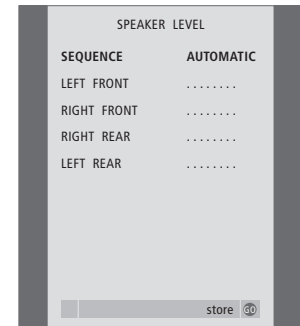 SPEAKER LEVEL
SEQUENCE AUTOMATIC
LEFT FRONT ........
RIGHT FRONT ........
RIGHT REAR ........
LEFT REAR ........
store GO